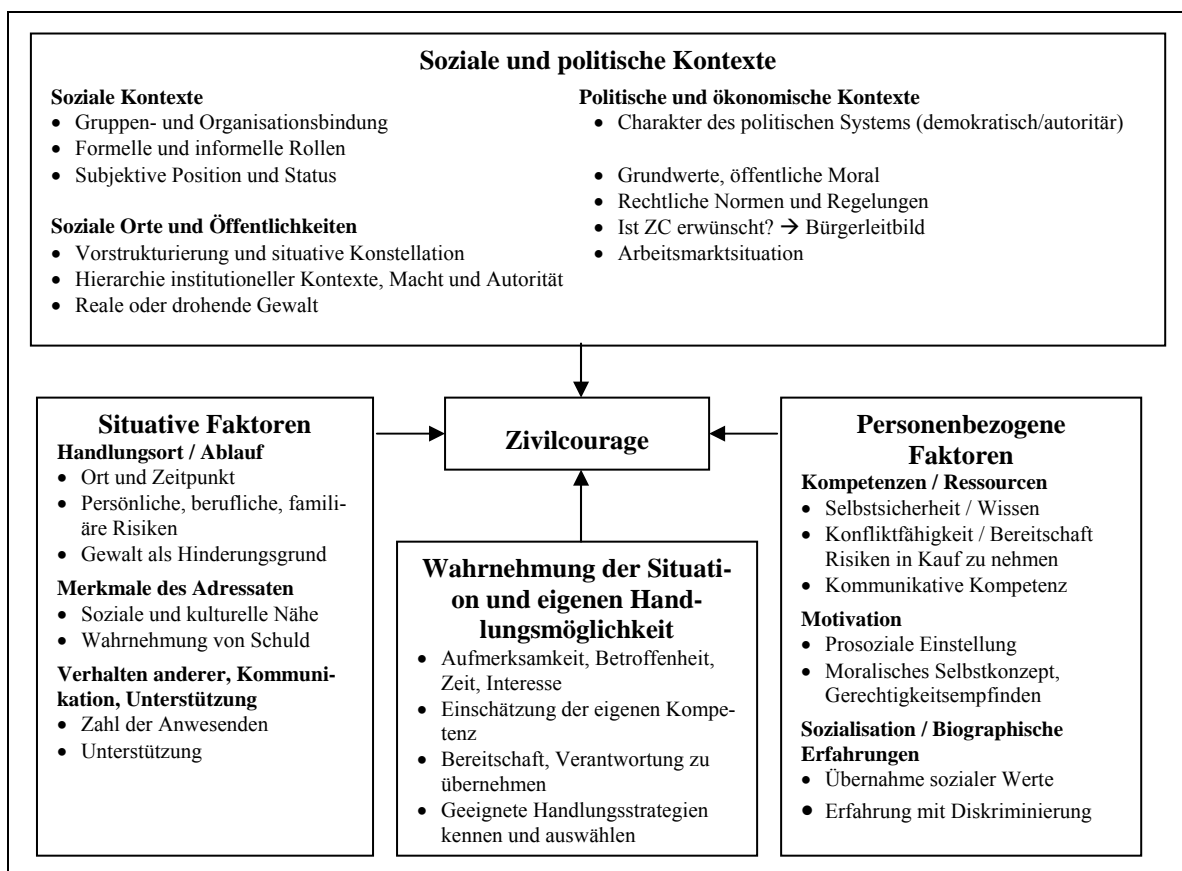 Soziale und politische Kontexte
Soziale Kontexte
• Gruppen- und Organisationsbindung
• Formelle und informelle Rollen
• Subjektive Position und Status
Soziale Orte und Öffentlichkeiten
• Vorstrukturierung und situative Konstellation
• Hierarchie institutioneller Kontexte, Macht und Autorität
• Reale oder drohende Gewalt
Politische und ökonomische Kontexte
• Charakter des politischen Systems (demokratisch/autoritär)
• Grundwerte, öffentliche Moral
• Rechtliche Normen und Regelungen
• Ist ZC erwünscht? → Bürgerleitbild
• Arbeitsmarktsituation
Situative Faktoren
Handlungsort / Ablauf
• Ort und Zeitpunkt
• Persönliche, berufliche, famili-
äre Risiken
• Gewalt als Hinderungsgrund
Merkmale des Adressaten
• Soziale und kulturelle Nähe
• Wahrnehmung von Schuld
Verhalten anderer, Kommuni-
kation, Unterstützung
• Zahl der Anwesenden
• Unterstützung
Zivilcourage
Wahrnehmung der Situati-
on und eigenen Hand-
lungsmöglichkeit
• Aufmerksamkeit, Betroffenheit,
Zeit, Interesse
• Einschätzung der eigenen Kompe-
tenz
• Bereitschaft, Verantwortung zu
übernehmen
• Geeignete Handlungsstrategien
kennen und auswählen
Personenbezogene
Faktoren
Kompetenzen / Ressourcen
• Selbstsicherheit / Wissen
• Konfliktfähigkeit / Bereitschaft
Risiken in Kauf zu nehmen
• Kommunikative Kompetenz
Motivation
• Prosoziale Einstellung
• Moralisches Selbstkonzept,
Gerechtigkeitsempfinden
Sozialisation / Biographische
Erfahrungen
• Übernahme sozialer Werte
• Erfahrung mit Diskriminierung